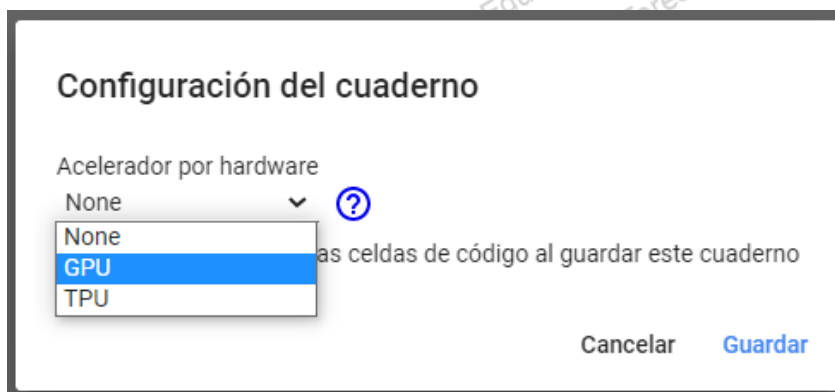 Configuración del cuaderno
Acelerador por hardware
None
None
GPU
as celdas de código al guardar este cuaderno
TPU
Cancelar Guardar